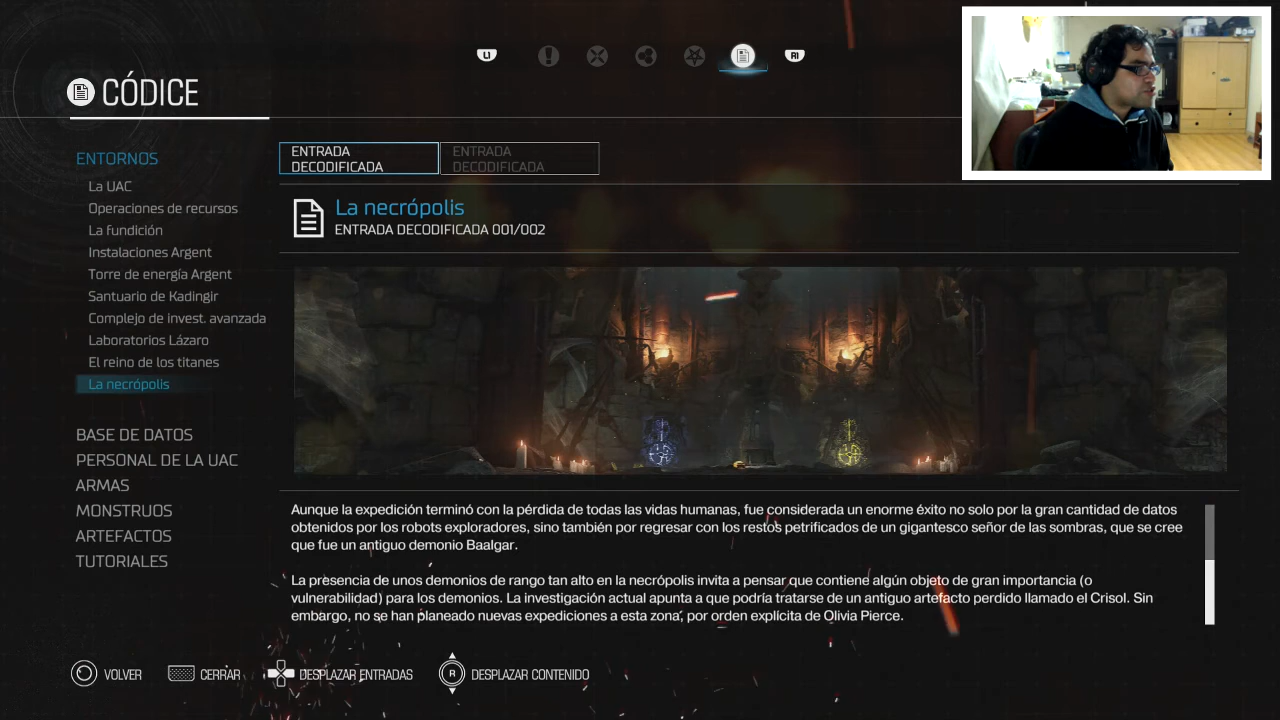 L1
R1
CÓDICE
ENTORNOS
La UAC
Operaciones de recursos
La fundición
Instalaciones Argent
Torre de energía Argent
Santuario de Kadingir
Complejo de invest. avanzada
Laboratorios Lázaro
El reino de los titanes
La necrópolis
BASE DE DATOS
PERSONAL DE LA UAC
ARMAS
MONSTRUOS
ARTEFACTOS
TUTORIALES
ENTRADA
DECODIFICADA
ENTRADA
DECODIFICADA
La necrópolis
ENTRADA DECODIFICADA 001/002
Aunque la expedición terminó con la pérdida de todas las vidas humanas, fue considerada un enorme éxito no solo por la gran cantidad de datos
obtenidos por los robots exploradores, sino también por regresar con los restos petrificados de un gigantesco señor de las sombras, que se cree
que fue un antiguo demonio Baalgar.
La presencia de unos demonios de rango tan alto en la necrópolis invita a pensar que contiene algún objeto de gran importancia (o
vulnerabilidad) para los demonios. La investigación actual apunta a que podría tratarse de un antiguo artefacto perdido llamado el Crisol. Sin
embargo, no se han planeado nuevas expediciones a esta zona, por orden explícita de Olivia Pierce.
VOLVER
CERRAR
DESPLAZAR ENTRADAS
R
DESPLAZAR CONTENIDO